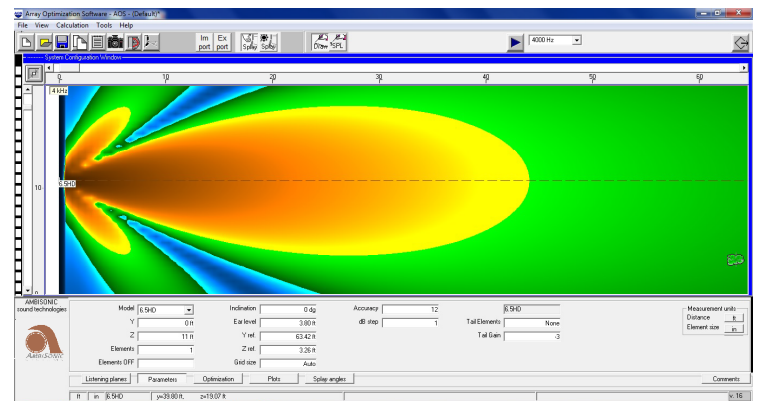 Array Optimization Software - AOS - (Default)*
File View Calculation Tools Help
Im port Ex port Splay Splay Draw SPL 4000 Hz
System Configuration Window
0 10 20 30 40 50 60
4 kHz
10
6.5HD
0
AMBISONIC
sound technologies
AMBISONIC
Model 6.5HD
Y 0 ft
Z 11 ft
Elements 1
Elements OFF
Inclination 0 dg
Ear level 3.80 ft
Y ref. 63.42 ft
Z ref. 3.26 ft
Grid size Auto
Accuracy 12
dB step 1
6.5HD
Tail Elements None
Tail Gain -3
Measurement units
Distance ft
Element size in
Listening planes Parameters Optimization Plots Splay angles Comments
ft in 6.5HD y=39.80 ft, z=19.07 ft v. 16